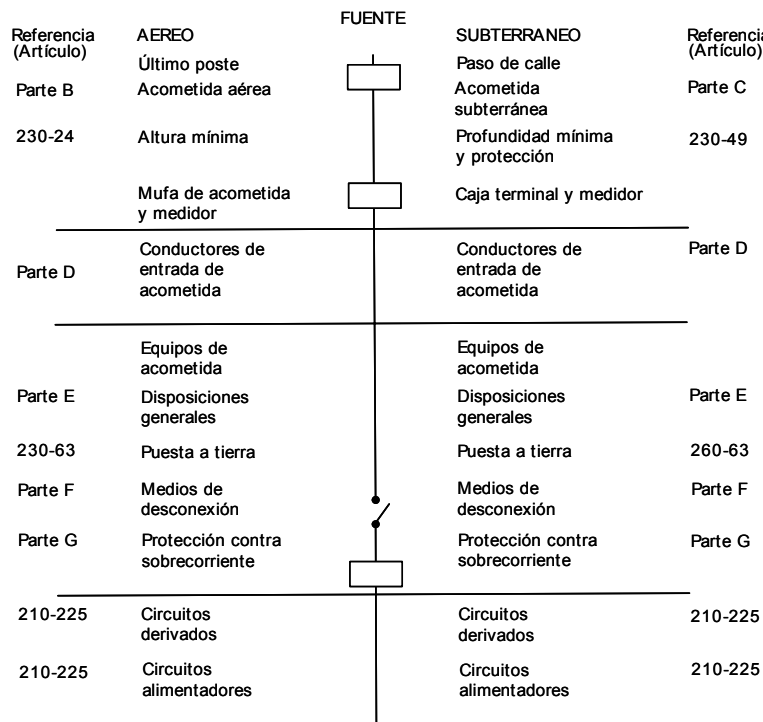 FUENTE
Referencia AEREO SUBTERRANEO Referencia
(Artículo) (Artículo)
Último poste Paso de calle
Parte B Acometida aérea Acometida Parte C
subterránea
230-24 Altura mínima Profundidad mínima 230-49
y protección
Mufa de acometida Caja terminal y medidor
y medidor
Conductores de Conductores de
Parte D entrada de entrada de Parte D
acometida acometida
Equipos de Equipos de
acometida acometida
Parte E Disposiciones Disposiciones Parte E
generales generales
230-63 Puesta a tierra Puesta a tierra 260-63
Parte F Medios de Medios de Parte F
desconexión desconexión
Parte G Protección contra Protección contra Parte G
sobrecorriente sobrecorriente
210-225 Circuitos Circuitos 210-225
derivados derivados
210-225 Circuitos Circuitos 210-225
alimentadores alimentadores